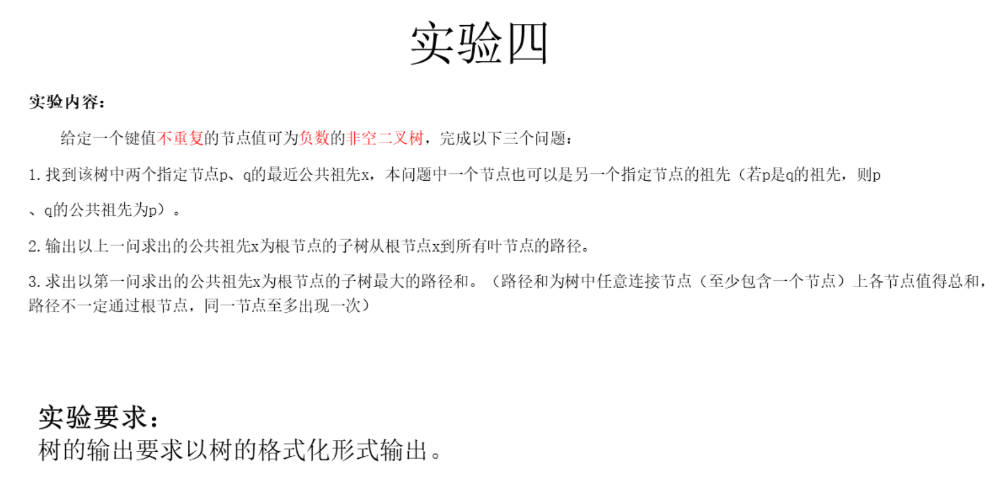 实验四
实验内容：
给定一个键值不重复的节点值可为负数的非空二叉树，完成以下三个问题：
1.找到该树中两个指定节点p、q的最近公共祖先x，本问题中一个节点也可以是另一个指定节点的祖先（若p是q的祖先，则p
、q的公共祖先为p）。
2.输出以上一问求出的公共祖先x为根节点的子树从根节点x到所有叶节点的路径。
3.求出以第一问求出的公共祖先x为根节点的子树最大的路径和。（路径和为树中任意连接节点（至少包含一个节点）上各节点值得总和，
路径不一定通过根节点，同一节点至多出现一次）
实验要求：
树的输出要求以树的格式化形式输出。